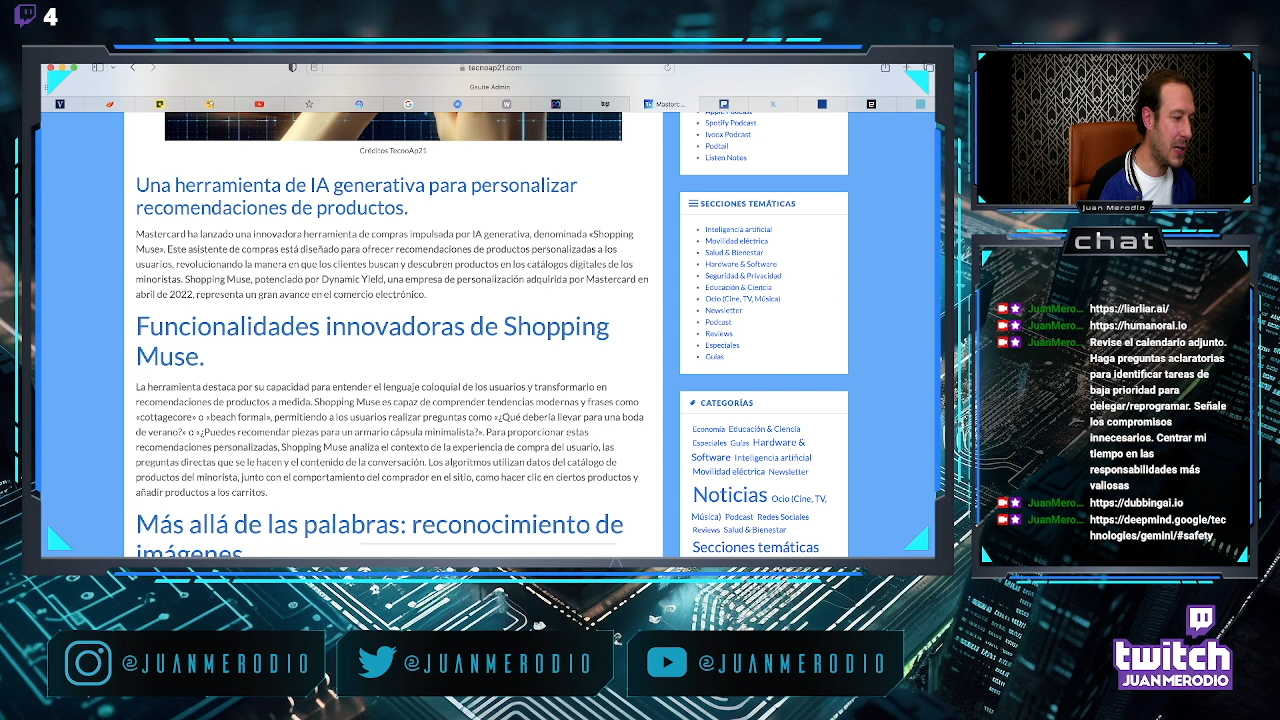 4
tecnoap21.com
Gsuite Admin
Masterc...
Créditos TecnoAp21
Una herramienta de IA generativa para personalizar
recomendaciones de productos.
Mastercard ha lanzado una innovadora herramienta de compras impulsada por IA generativa, denominada «Shopping
Muse». Este asistente de compras está diseñado para ofrecer recomendaciones de productos personalizadas a los
usuarios, revolucionando la manera en que los clientes buscan y descubren productos en los catálogos digitales de los
minoristas. Shopping Muse, potenciado por Dynamic Yield, una empresa de personalización adquirida por Mastercard en
abril de 2022, representa un gran avance en el comercio electrónico.
Funcionalidades innovadoras de Shopping
Muse.
La herramienta destaca por su capacidad para entender el lenguaje coloquial de los usuarios y transformarlo en
recomendaciones de productos a medida. Shopping Muse es capaz de comprender tendencias modernas y frases como
«cottagecore» o «beach formal», permitiendo a los usuarios realizar preguntas como «¿Qué debería llevar para una boda
de verano?» o «¿Puedes recomendar piezas para un armario cápsula minimalista?». Para proporcionar estas
recomendaciones personalizadas, Shopping Muse analiza el contexto de la experiencia de compra del usuario, las
preguntas directas que se le hacen y el contenido de la conversación. Los algoritmos utilizan datos del catálogo de
productos del minorista, junto con el comportamiento del comprador en el sitio, como hacer clic en ciertos productos y
añadir productos a los carritos.
Más allá de las palabras: reconocimiento de
imágenes
Apple Podcast
Spotify Podcast
Ivoox Podcast
Podtail
Listen Notes
SECCIONES TEMÁTICAS
Inteligencia artificial
Movilidad eléctrica
Salud & Bienestar
Hardware & Software
Seguridad & Privacidad
Educación & Ciencia
Ocio (Cine, TV, Música)
Newsletter
Podcast
Reviews
Especiales
Guías
CATEGORÍAS
Economía Educación & Ciencia
Especiales Guías Hardware &
Software Inteligencia artificial
Movilidad eléctrica Newsletter
Noticias Ocio (Cine, TV,
Música) Podcast Redes Sociales
Reviews Salud & Bienestar
Secciones temáticas
Juan Merodio
chat
JuanMero... https://liarliar.ai/
JuanMero... https://humanoral.io
JuanMero... Revise el calendario adjunto.
Haga preguntas aclaratorias
para identificar tareas de
baja prioridad para
delegar/reprogramar. Señale
los compromisos
innecesarios. Centrar mi
tiempo en las
responsabilidades más
valiosas
JuanMero... https://dubbingai.io
JuanMero... https://deepmind.google/tec
hnologies/gemini/#safety
@JUANMERODIO
@JUANMERODIO
@JUANMERODIO
twitch
JUANMERODIO